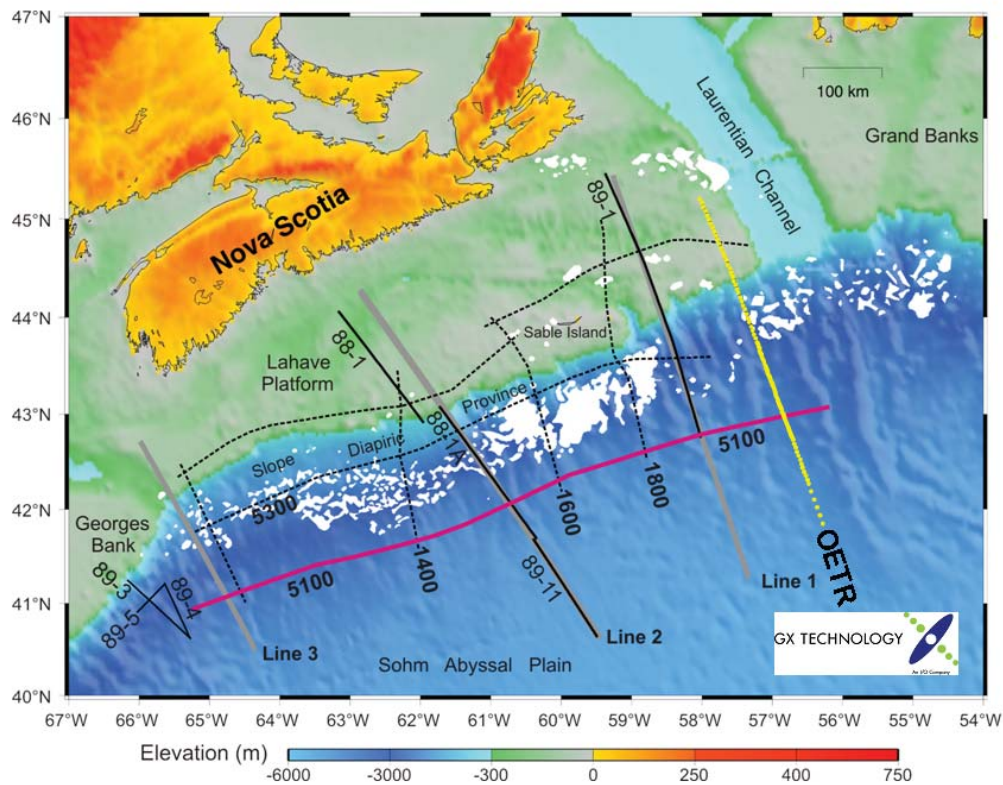 47°N
46°N
45°N
44°N
43°N
42°N
41°N
40°N
100 km
Laurentian Channel
Grand Banks
Nova Scotia
89-1
Sable Island
88-1
Lahave
Platform
Province
88-1A
Diapiric
Slope
5100
5300
1800
1600
1400
Georges
Bank
89-3
89-5
89-4
5100
89-11
OETR
Line 1
Line 2
Line 3
Sohm Abyssal Plain
GX TECHNOLOGY
An I/O Company
67°W 66°W 65°W 64°W 63°W 62°W 61°W 60°W 59°W 58°W 57°W 56°W 55°W 54°W
Elevation (m)
-6000 -3000 -300 0 250 400 750